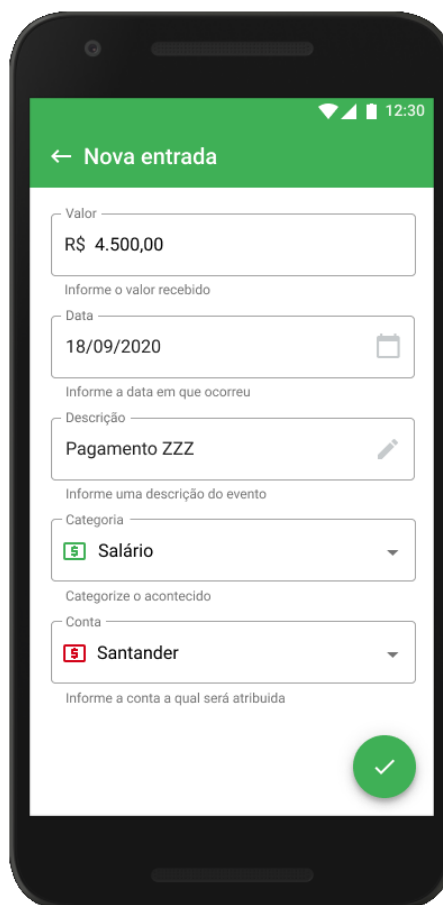 12:30
Nova entrada
Valor
R$ 4.500,00
Informe o valor recebido
Data
18/09/2020
Informe a data em que ocorreu
Descrição
Pagamento ZZZ
Informe uma descrição do evento
Categoria
$ Salário
Categorize o acontecido
Conta
$ Santander
Informe a conta a qual será atribuida